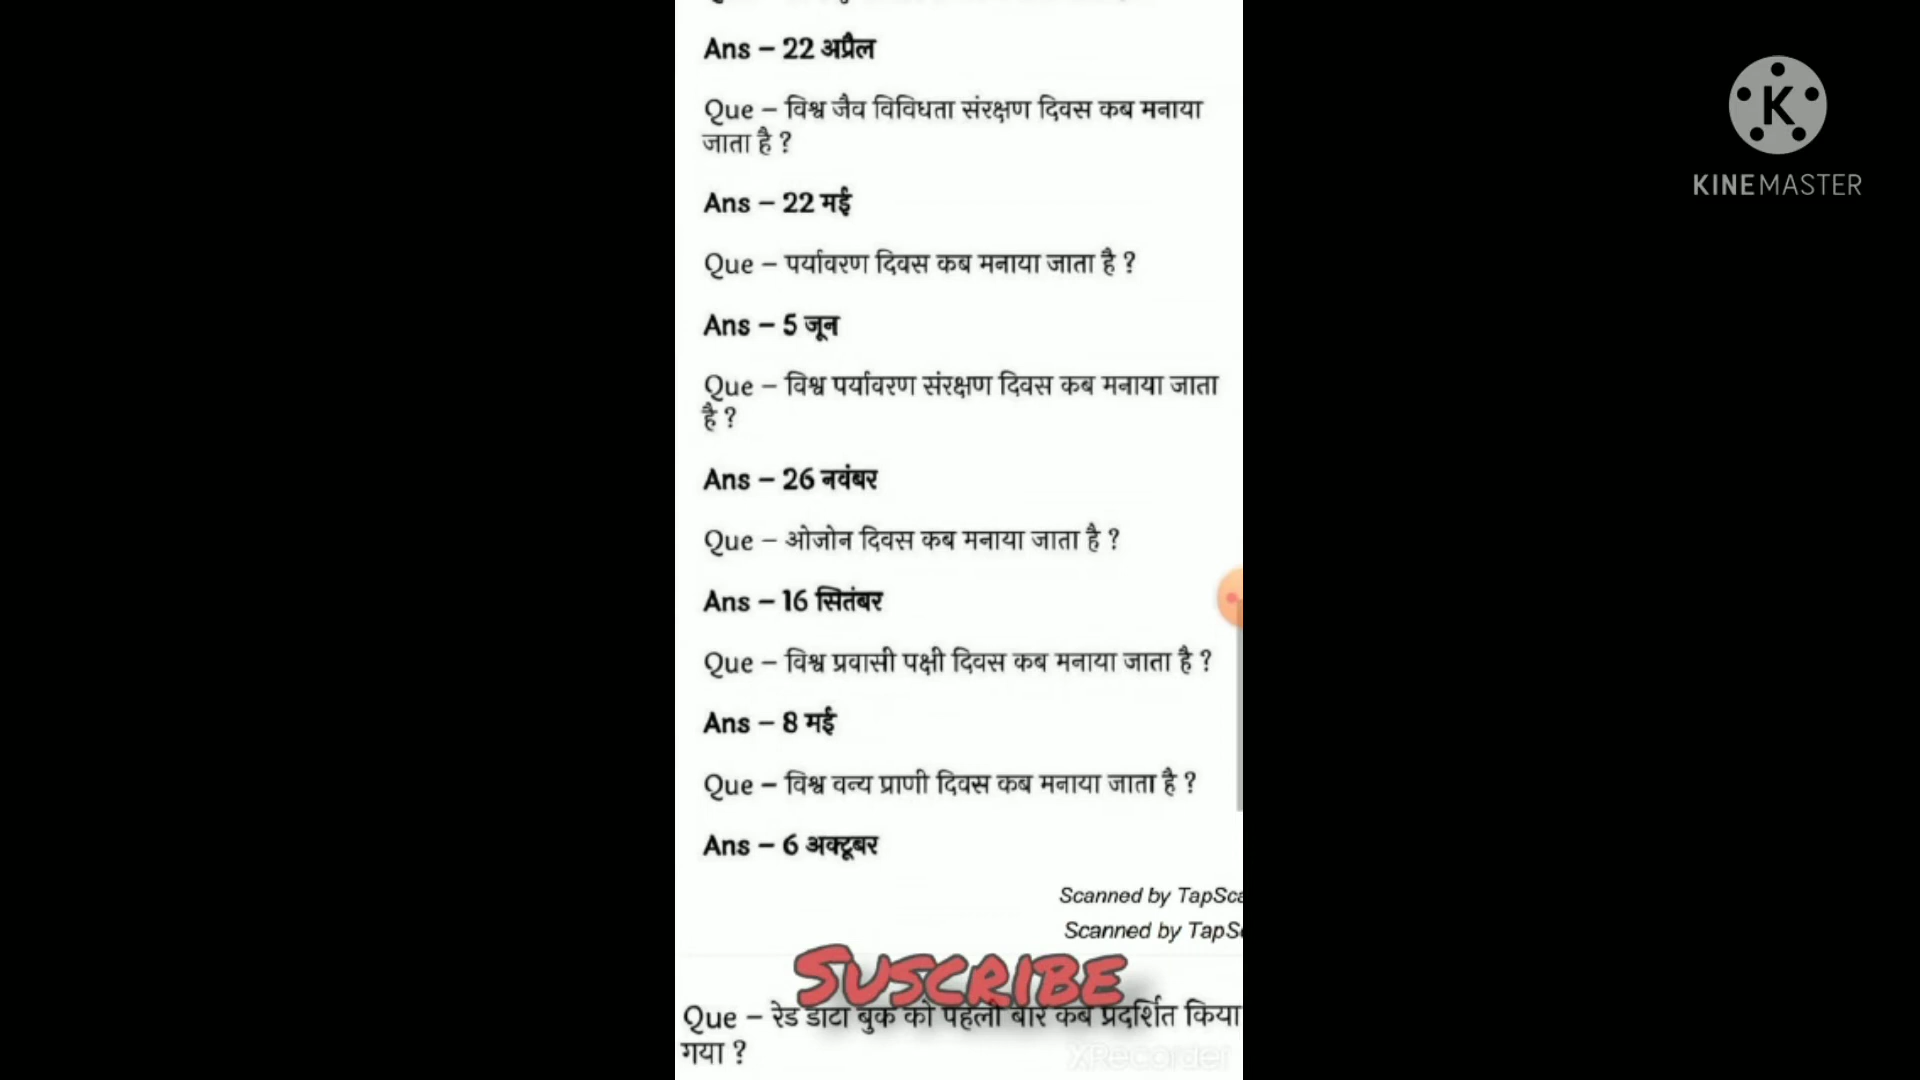 Ans – 22 अप्रैल
Que – विश्व जैव विविधता संरक्षण दिवस कब मनाया
जाता है ?
Ans – 22 मई
Que – पर्यावरण दिवस कब मनाया जाता है ?
Ans – 5 जून
Que – विश्व पर्यावरण संरक्षण दिवस कब मनाया जाता
है ?
Ans – 26 नवंबर
Que – ओजोन दिवस कब मनाया जाता है ?
Ans – 16 सितंबर
Que – विश्व प्रवासी पक्षी दिवस कब मनाया जाता है ?
Ans – 8 मई
Que – विश्व वन्य प्राणी दिवस कब मनाया जाता है ?
Ans – 6 अक्टूबर
Scanned by TapSca
Scanned by TapS
SUSCRIBE
Que – रेड डाटा बुक को पहली बार कब प्रदर्शित किया
गया ?
XRecorder
K
KINEMASTER